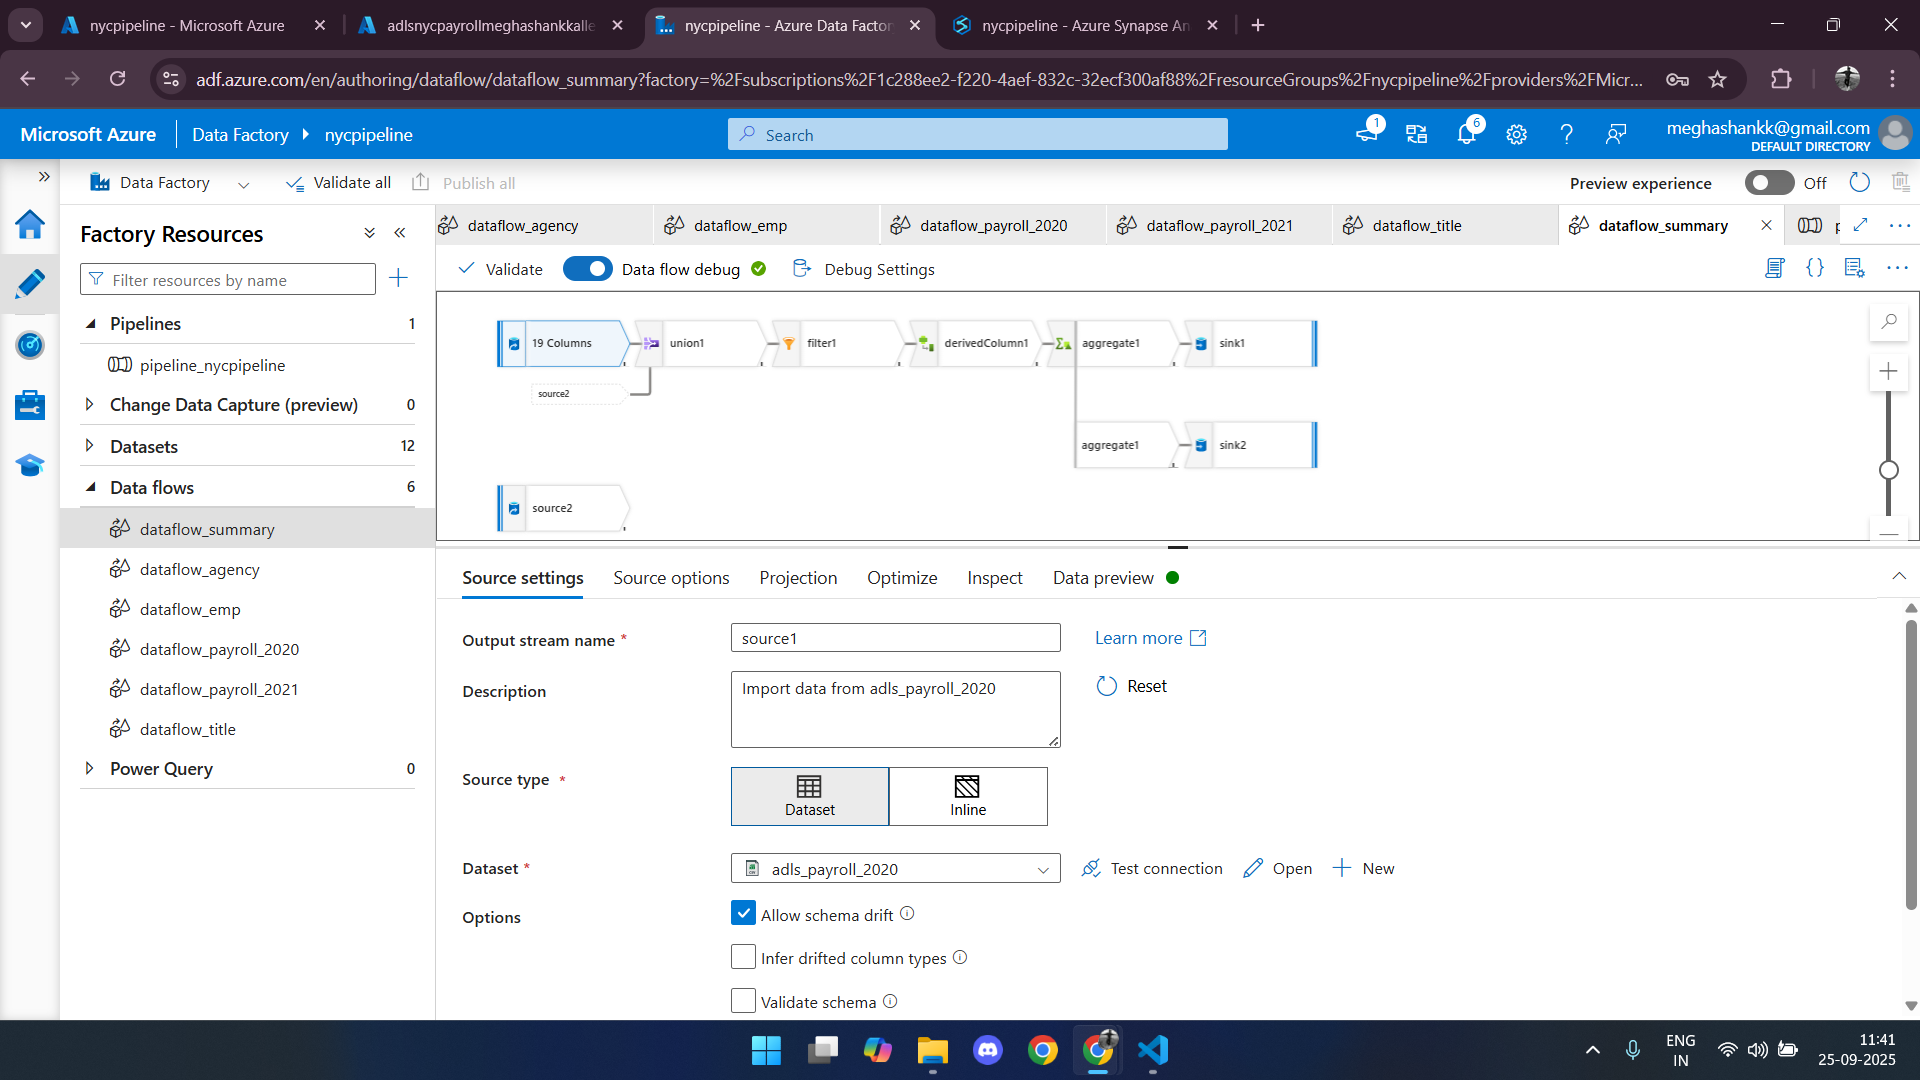 nycpipeline - Microsoft Azure
adlsnycpayrollmeghashankkalle
nycpipeline - Azure Data Factor
nycpipeline - Azure Synapse An
adf.azure.com/en/authoring/dataflow/dataflow_summary?factory=%2Fsubscriptions%2F1c288ee2-f220-4aef-832c-32ecf300af88%2FresourceGroups%2Fnycpipeline%2Fproviders%2FMicr...
Microsoft Azure
Data Factory
nycpipeline
Search
1
6
meghashankk@gmail.com
DEFAULT DIRECTORY
Data Factory
Validate all
Publish all
Preview experience
Off
Factory Resources
Filter resources by name
Pipelines 1
pipeline_nycpipeline
Change Data Capture (preview) 0
Datasets 12
Data flows 6
dataflow_summary
dataflow_agency
dataflow_emp
dataflow_payroll_2020
dataflow_payroll_2021
dataflow_title
Power Query 0
dataflow_agency
dataflow_emp
dataflow_payroll_2020
dataflow_payroll_2021
dataflow_title
dataflow_summary
p
Validate
Data flow debug
Debug Settings
19 Columns
union1
filter1
derivedColumn1
aggregate1
sink1
source2
aggregate1
sink2
source2
Source settings
Source options
Projection
Optimize
Inspect
Data preview
Output stream name *
source1
Learn more
Description
Import data from adls_payroll_2020
Reset
Source type *
Dataset
Inline
Dataset *
adls_payroll_2020
Test connection
Open
New
Options
Allow schema drift
Infer drifted column types
Validate schema
ENG
IN
11:41
25-09-2025